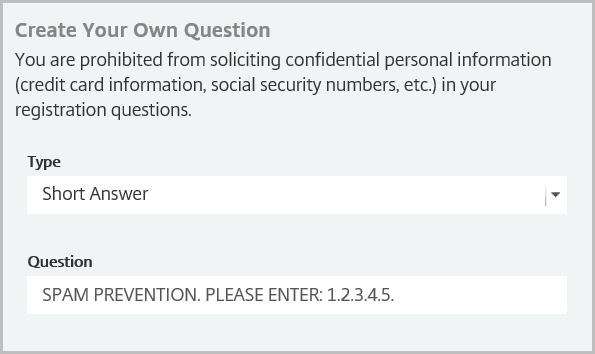 Create Your Own Question
You are prohibited from soliciting confidential personal information
(credit card information, social security numbers, etc.) in your
registration questions.
Type
Short Answer
Question
SPAM PREVENTION. PLEASE ENTER: 1.2.3.4.5.